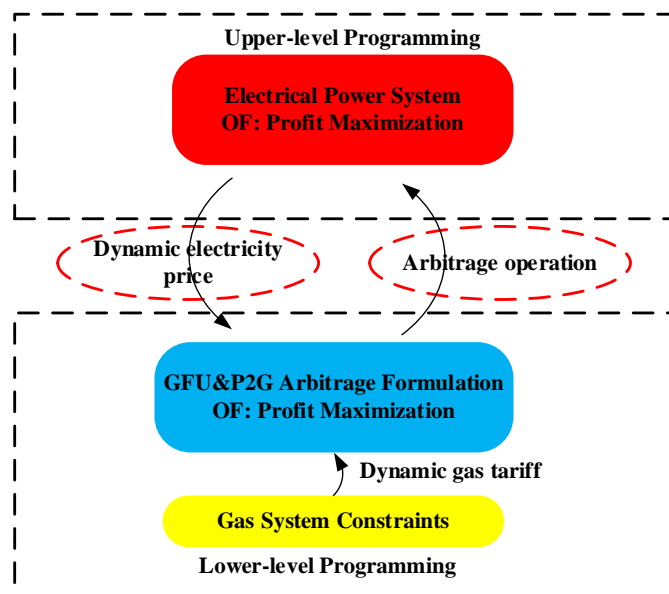 Upper-level Programming
Electrical Power System
OF: Profit Maximization
Dynamic electricity
price
Arbitrage operation
GFU&P2G Arbitrage Formulation
OF: Profit Maximization
Dynamic gas tariff
Gas System Constraints
Lower-level Programming